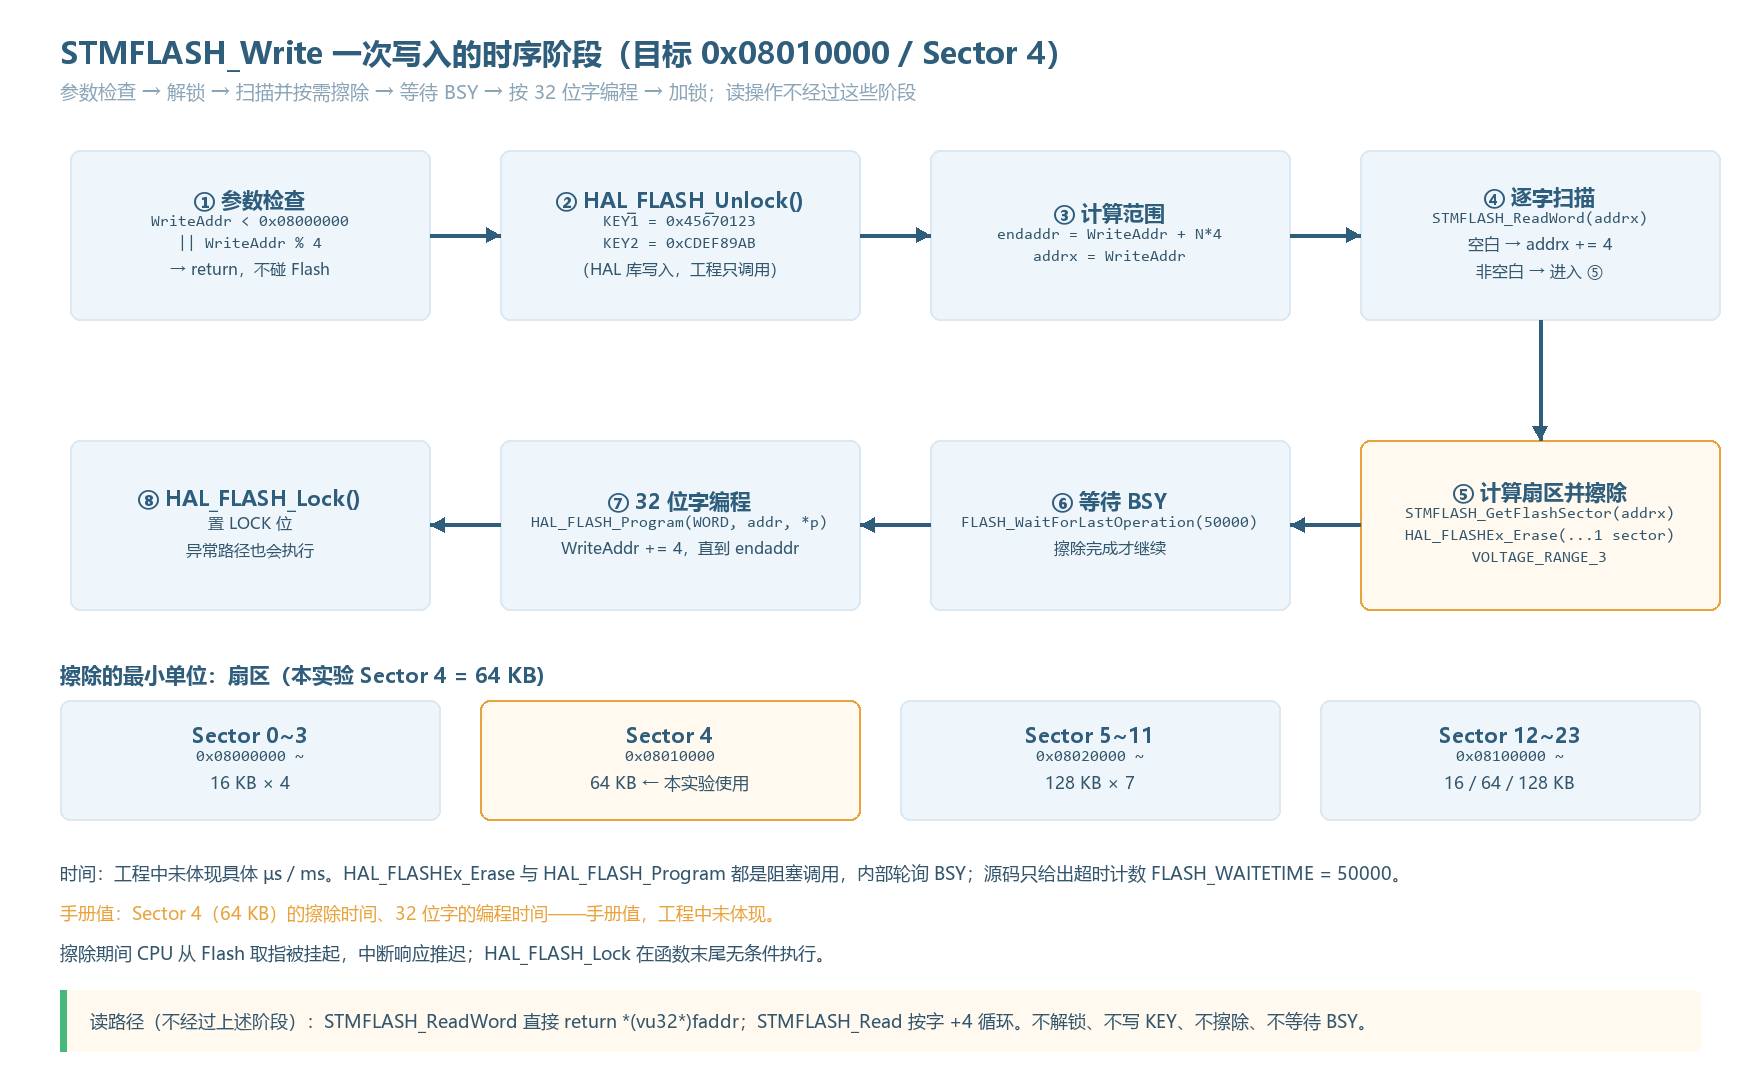 STMFLASH_Write 一次写入的时序阶段（目标 0x08010000 / Sector 4）
参数检查 → 解锁 → 扫描并按需擦除 → 等待 BSY → 按 32 位字编程 → 加锁；读操作不经过这些阶段
① 参数检查
WriteAddr < 0x08000000
|| WriteAddr % 4
→ return，不碰 Flash
② HAL_FLASH_Unlock()
KEY1 = 0x45670123
KEY2 = 0xCDEF89AB
（HAL 库写入，工程只调用）
③ 计算范围
endaddr = WriteAddr + N*4
addrx = WriteAddr
④ 逐字扫描
STMFLASH_ReadWord(addrx)
空白 → addrx += 4
非空白 → 进入 ⑤
⑧ HAL_FLASH_Lock()
置 LOCK 位
异常路径也会执行
⑦ 32 位字编程
HAL_FLASH_Program(WORD, addr, *p)
WriteAddr += 4，直到 endaddr
⑥ 等待 BSY
FLASH_WaitForLastOperation(50000)
擦除完成才继续
⑤ 计算扇区并擦除
STMFLASH_GetFlashSector(addrx)
HAL_FLASHEx_Erase(...1 sector)
VOLTAGE_RANGE_3
擦除的最小单位：扇区（本实验 Sector 4 = 64 KB）
Sector 0~3
0x08000000 ~
16 KB × 4
Sector 4
0x08010000
64 KB ← 本实验使用
Sector 5~11
0x08020000 ~
128 KB × 7
Sector 12~23
0x08100000 ~
16 / 64 / 128 KB
时间：工程中未体现具体 μs / ms。HAL_FLASHEx_Erase 与 HAL_FLASH_Program 都是阻塞调用，内部轮询 BSY；源码只给出超时计数 FLASH_WAITETIME = 50000。
手册值：Sector 4（64 KB）的擦除时间、32 位字的编程时间——手册值，工程中未体现。
擦除期间 CPU 从 Flash 取指被挂起，中断响应推迟；HAL_FLASH_Lock 在函数末尾无条件执行。
读路径（不经过上述阶段）：STMFLASH_ReadWord 直接 return *(vu32*)faddr；STMFLASH_Read 按字 +4 循环。不解锁、不写 KEY、不擦除、不等待 BSY。